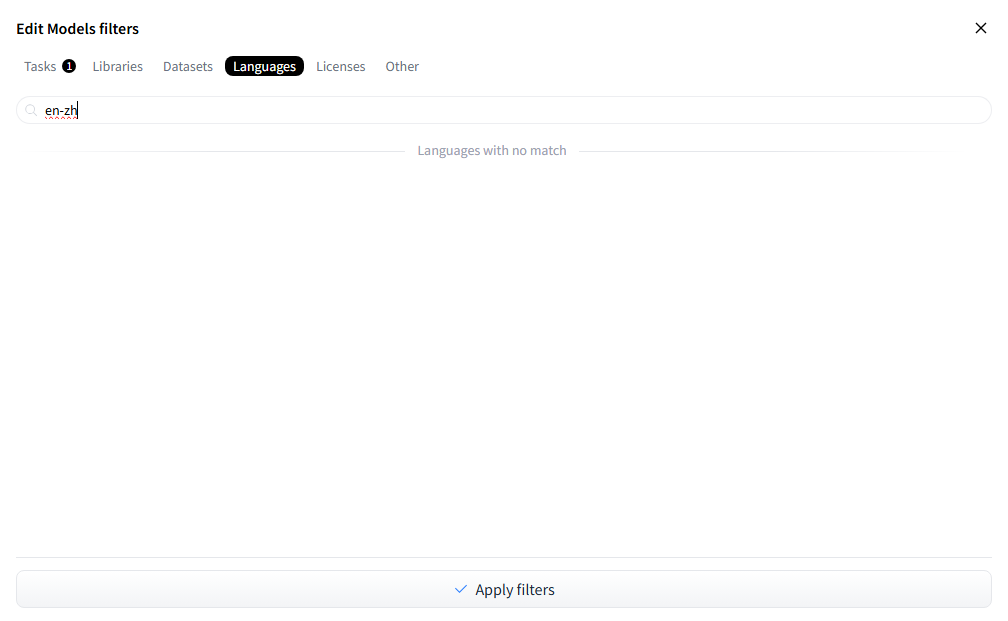 Edit Models filters
Tasks 1 Libraries Datasets Languages Licenses Other
en-zh
Languages with no match
Apply filters